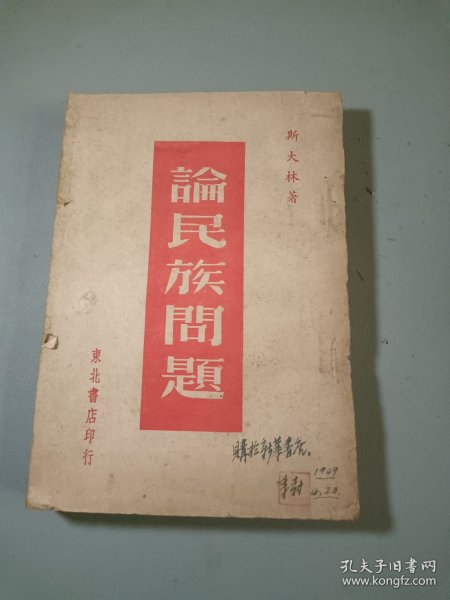 斯大林著
論民族問題
東北書店印行
購於新華書店。
1949
4.20.
孔夫子旧书网
www.kongfz.com